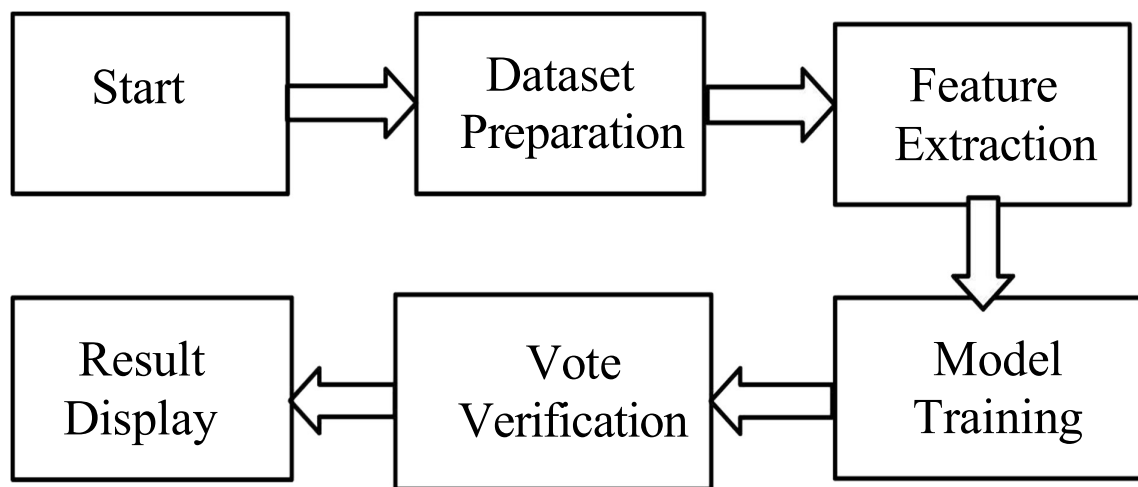 Start
Dataset
Preparation
Feature
Extraction
Model
Training
Vote
Verification
Result
Display